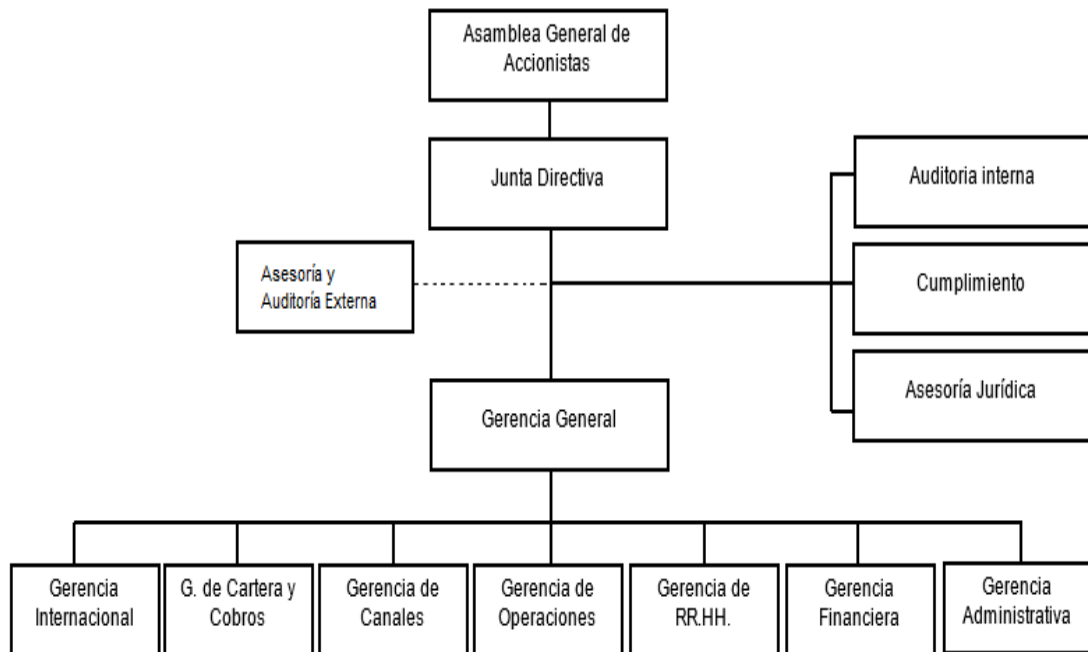 Asamblea General de
Accionistas
Junta Directiva
Auditoria interna
Asesoría y
Auditoría Externa
Cumplimiento
Asesoría Jurídica
Gerencia General
Gerencia
Internacional
G. de Cartera y
Cobros
Gerencia de
Canales
Gerencia de
Operaciones
Gerencia de
RR.HH.
Gerencia
Financiera
Gerencia
Administrativa